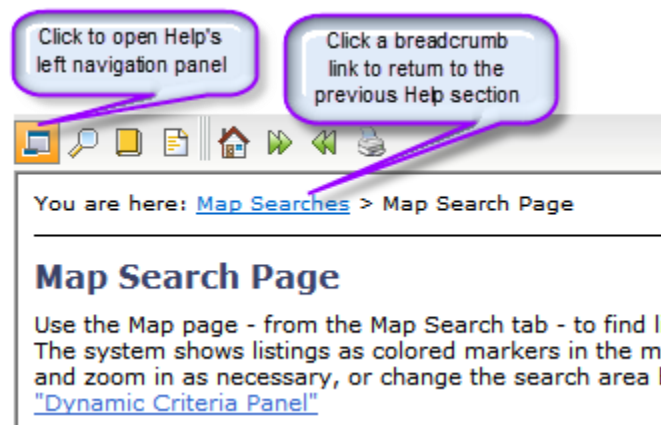 Click to open Help's
left navigation panel
Click a breadcrumb
link to return to the
previous Help section
You are here: Map Searches > Map Search Page
Map Search Page
Use the Map page - from the Map Search tab - to find
The system shows listings as colored markers in the
and zoom in as necessary, or change the search area
"Dynamic Criteria Panel"